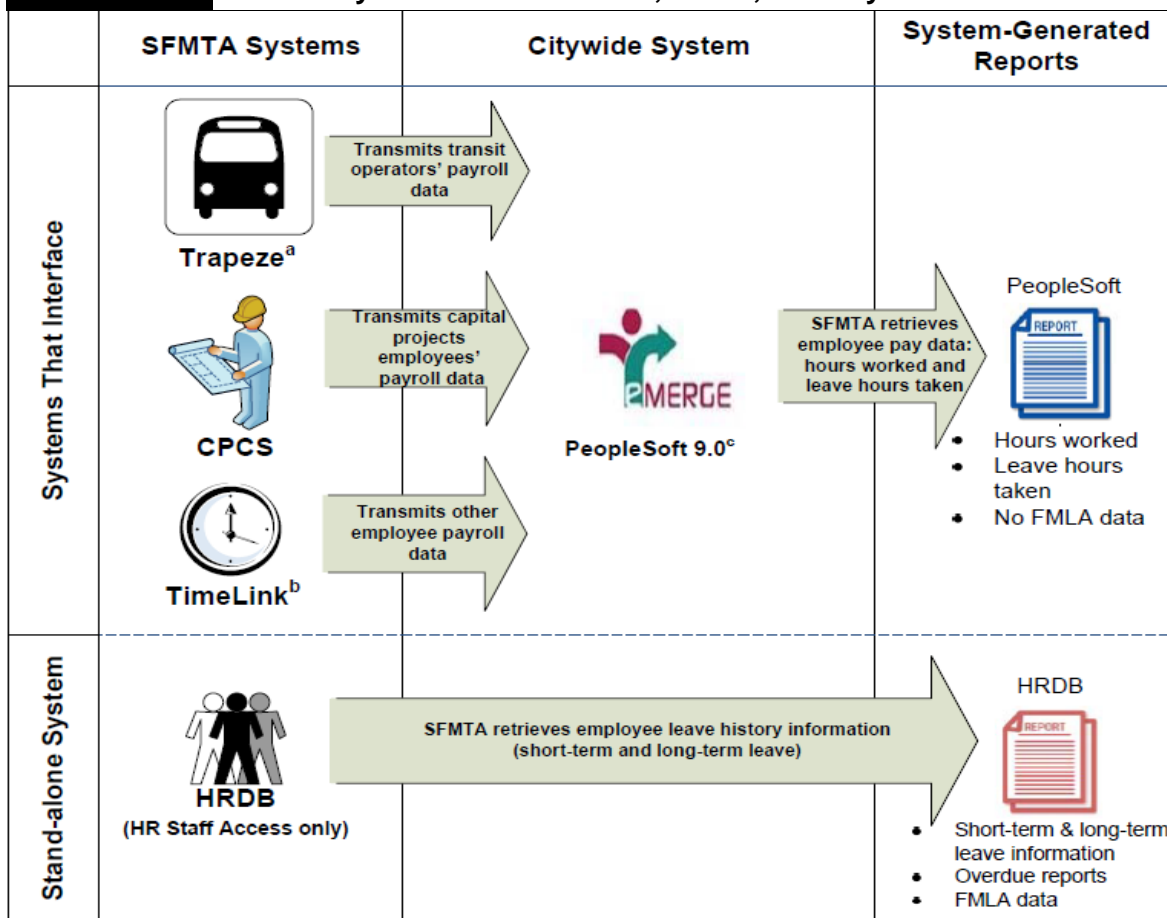 SFMTA Systems
Citywide System
System-Generated
Reports
Systems That Interface
Transmits transit
operators' payroll
data
Trapezeᵃ
Transmits capital
projects
employees'
payroll data
CPCS
eMERGE
PeopleSoft 9.0ᶜ
SFMTA retrieves
employee pay data:
hours worked and
leave hours taken
PeopleSoft
REPORT
• Hours worked
• Leave hours
taken
• No FMLA data
Transmits other
employee payroll
data
TimeLinkᵇ
Stand-alone System
HRDB
(HR Staff Access only)
SFMTA retrieves employee leave history information
(short-term and long-term leave)
HRDB
REPORT
• Short-term & long-term
leave information
• Overdue reports
• FMLA data